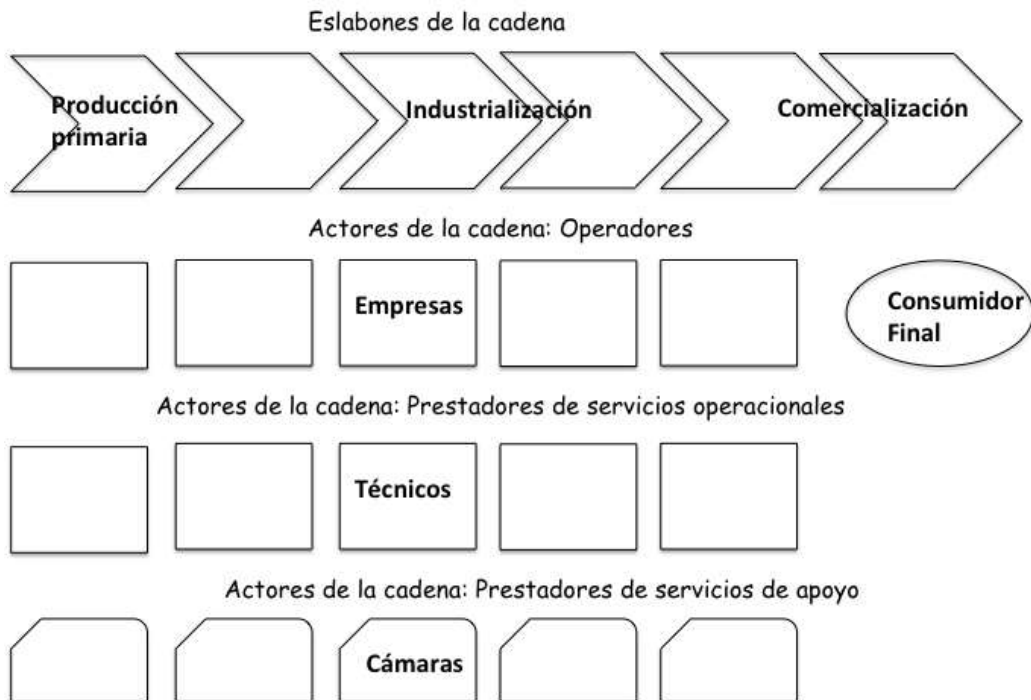 Eslabones de la cadena
Producción
primaria
Industrialización
Comercialización
Actores de la cadena: Operadores
Empresas
Consumidor
Final
Actores de la cadena: Prestadores de servicios operacionales
Técnicos
Actores de la cadena: Prestadores de servicios de apoyo
Cámaras